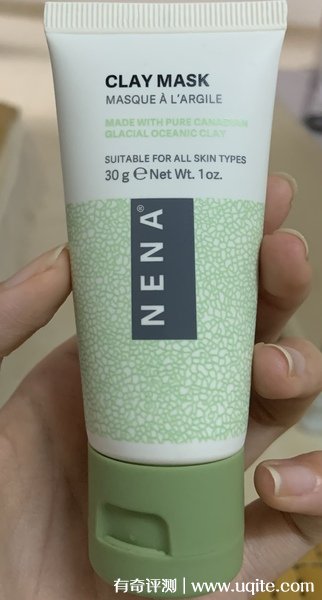 CLAY MASK
MASQUE À L'ARGILE
MADE WITH PURE CANADIAN
GLACIAL OCEANIC CLAY
SUITABLE FOR ALL SKIN TYPES
30 g ℮ Net Wt. 1oz.
NENA®
有奇评测 | www.uqite.com